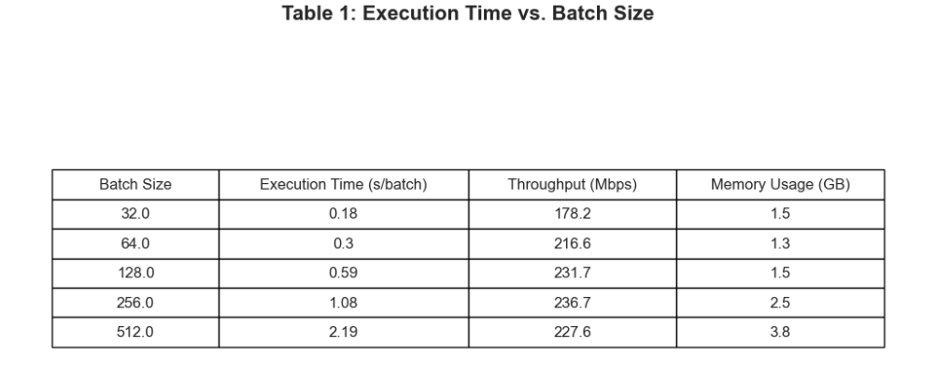 Table 1: Execution Time vs. Batch Size
Batch Size Execution Time (s/batch) Throughput (Mbps) Memory Usage (GB)
32.0 0.18 178.2 1.5
64.0 0.3 216.6 1.3
128.0 0.59 231.7 1.5
256.0 1.08 236.7 2.5
512.0 2.19 227.6 3.8